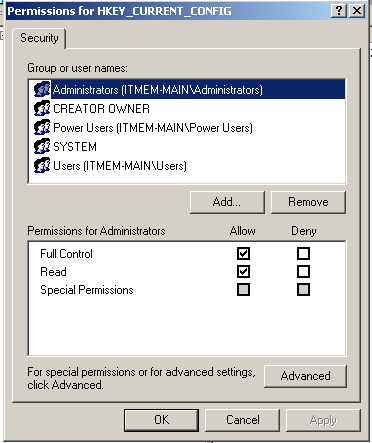 Permissions for HKEY_CURRENT_CONFIG
Security
Group or user names:
Administrators (ITMEM-MAIN\Administrators)
CREATOR OWNER
Power Users (ITMEM-MAIN\Power Users)
SYSTEM
Users (ITMEM-MAIN\Users)
Add... Remove
Permissions for Administrators Allow Deny
Full Control
Read
Special Permissions
For special permissions or for advanced settings,
click Advanced.
Advanced
OK Cancel Apply